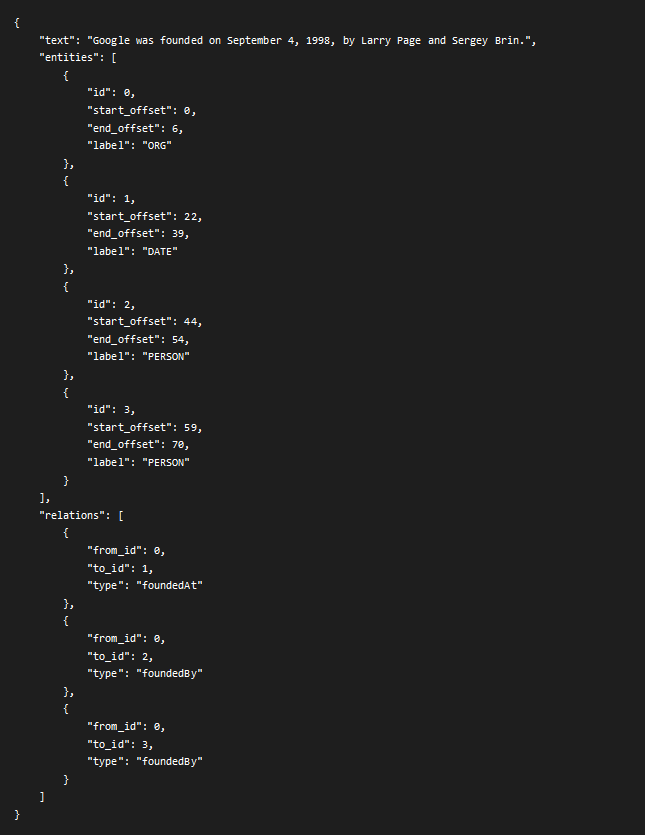 {
    "text": "Google was founded on September 4, 1998, by Larry Page and Sergey Brin.",
    "entities": [
        {
            "id": 0,
            "start_offset": 0,
            "end_offset": 6,
            "label": "ORG"
        },
        {
            "id": 1,
            "start_offset": 22,
            "end_offset": 39,
            "label": "DATE"
        },
        {
            "id": 2,
            "start_offset": 44,
            "end_offset": 54,
            "label": "PERSON"
        },
        {
            "id": 3,
            "start_offset": 59,
            "end_offset": 70,
            "label": "PERSON"
        }
    ],
    "relations": [
        {
            "from_id": 0,
            "to_id": 1,
            "type": "foundedAt"
        },
        {
            "from_id": 0,
            "to_id": 2,
            "type": "foundedBy"
        },
        {
            "from_id": 0,
            "to_id": 3,
            "type": "foundedBy"
        }
    ]
}